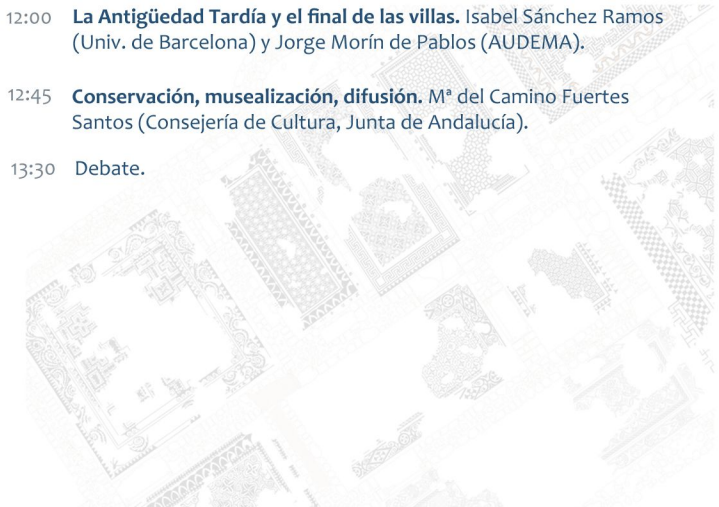 12:00 La Antigüedad Tardía y el final de las villas. Isabel Sánchez Ramos
(Univ. de Barcelona) y Jorge Morín de Pablos (AUDEMA).
12:45 Conservación, musealización, difusión. Mª del Camino Fuertes
Santos (Consejería de Cultura, Junta de Andalucía).
13:30 Debate.